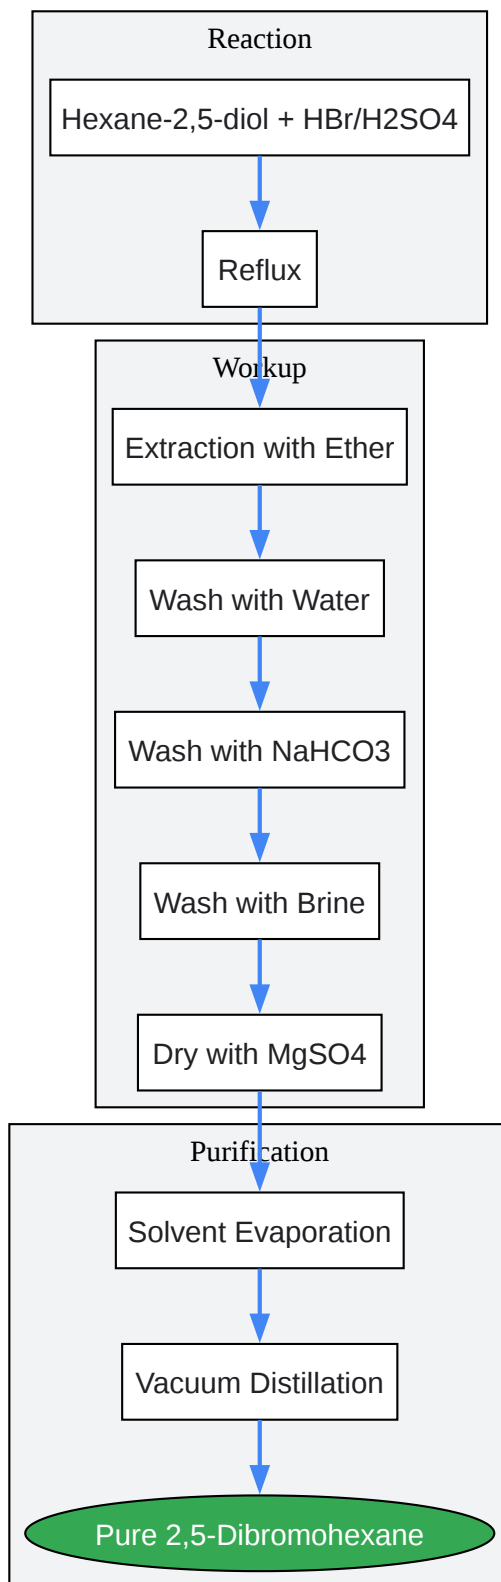 Reaction
Hexane-2,5-diol + HBr/H2SO4
Reflux
Workup
Extraction with Ether
Wash with Water
Wash with NaHCO3
Wash with Brine
Dry with MgSO4
Purification
Solvent Evaporation
Vacuum Distillation
Pure 2,5-Dibromohexane